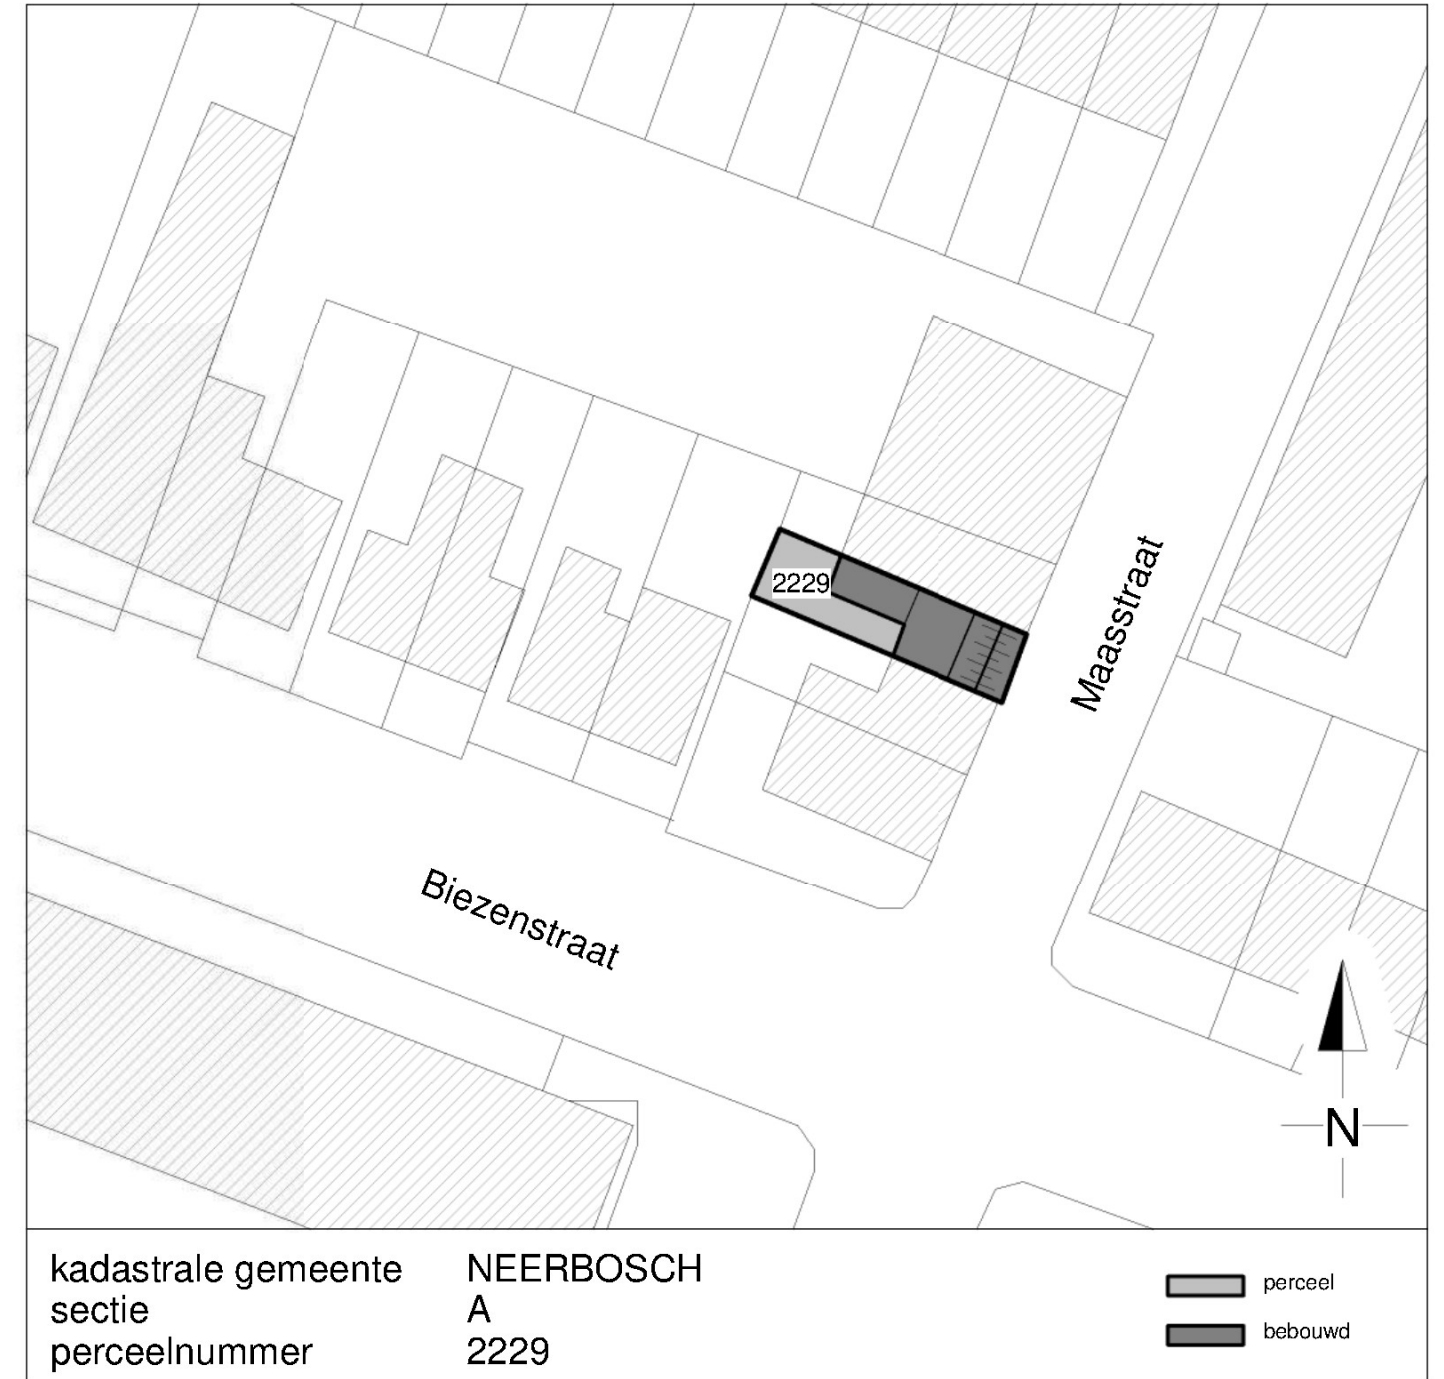 2229
Maasstraat
Biezenstraat
N
kadastrale gemeente NEERBOSCH
sectie A
perceelnummer 2229
perceel
bebouwd